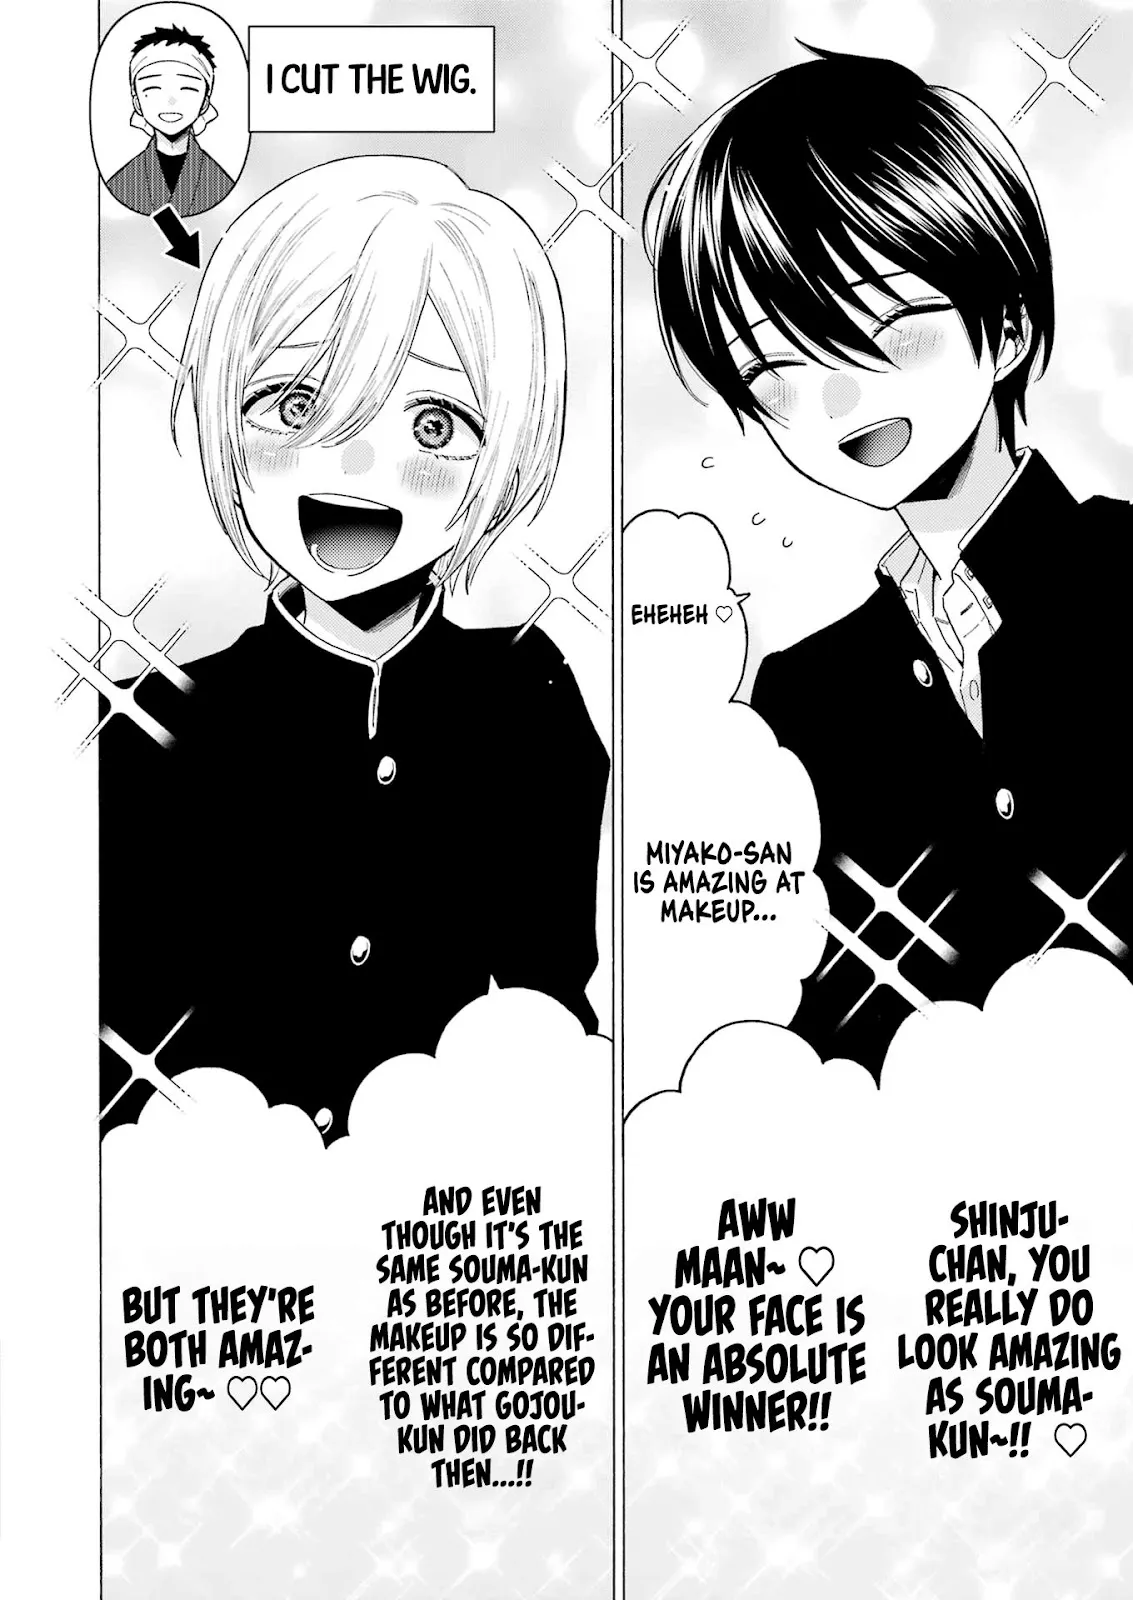 EHEHEH ♡
MIYAKO-SAN
IS AMAZING AT
MAKEUP...
SHINJU-
CHAN, YOU
REALLY DO
LOOK AMAZING
AS SOUMA-
KUN~!! ♡
AWW
MAAN~ ♡
YOUR FACE IS
AN ABSOLUTE
WINNER!!
I CUT THE WIG.
AND EVEN
THOUGH IT'S THE
SAME SOUMA-KUN
AS BEFORE, THE
MAKEUP IS SO DIF-
FERENT COMPARED
TO WHAT GOJOU-
KUN DID BACK
THEN...!!
BUT THEY'RE
BOTH AMAZ-
ING~ ♡♡